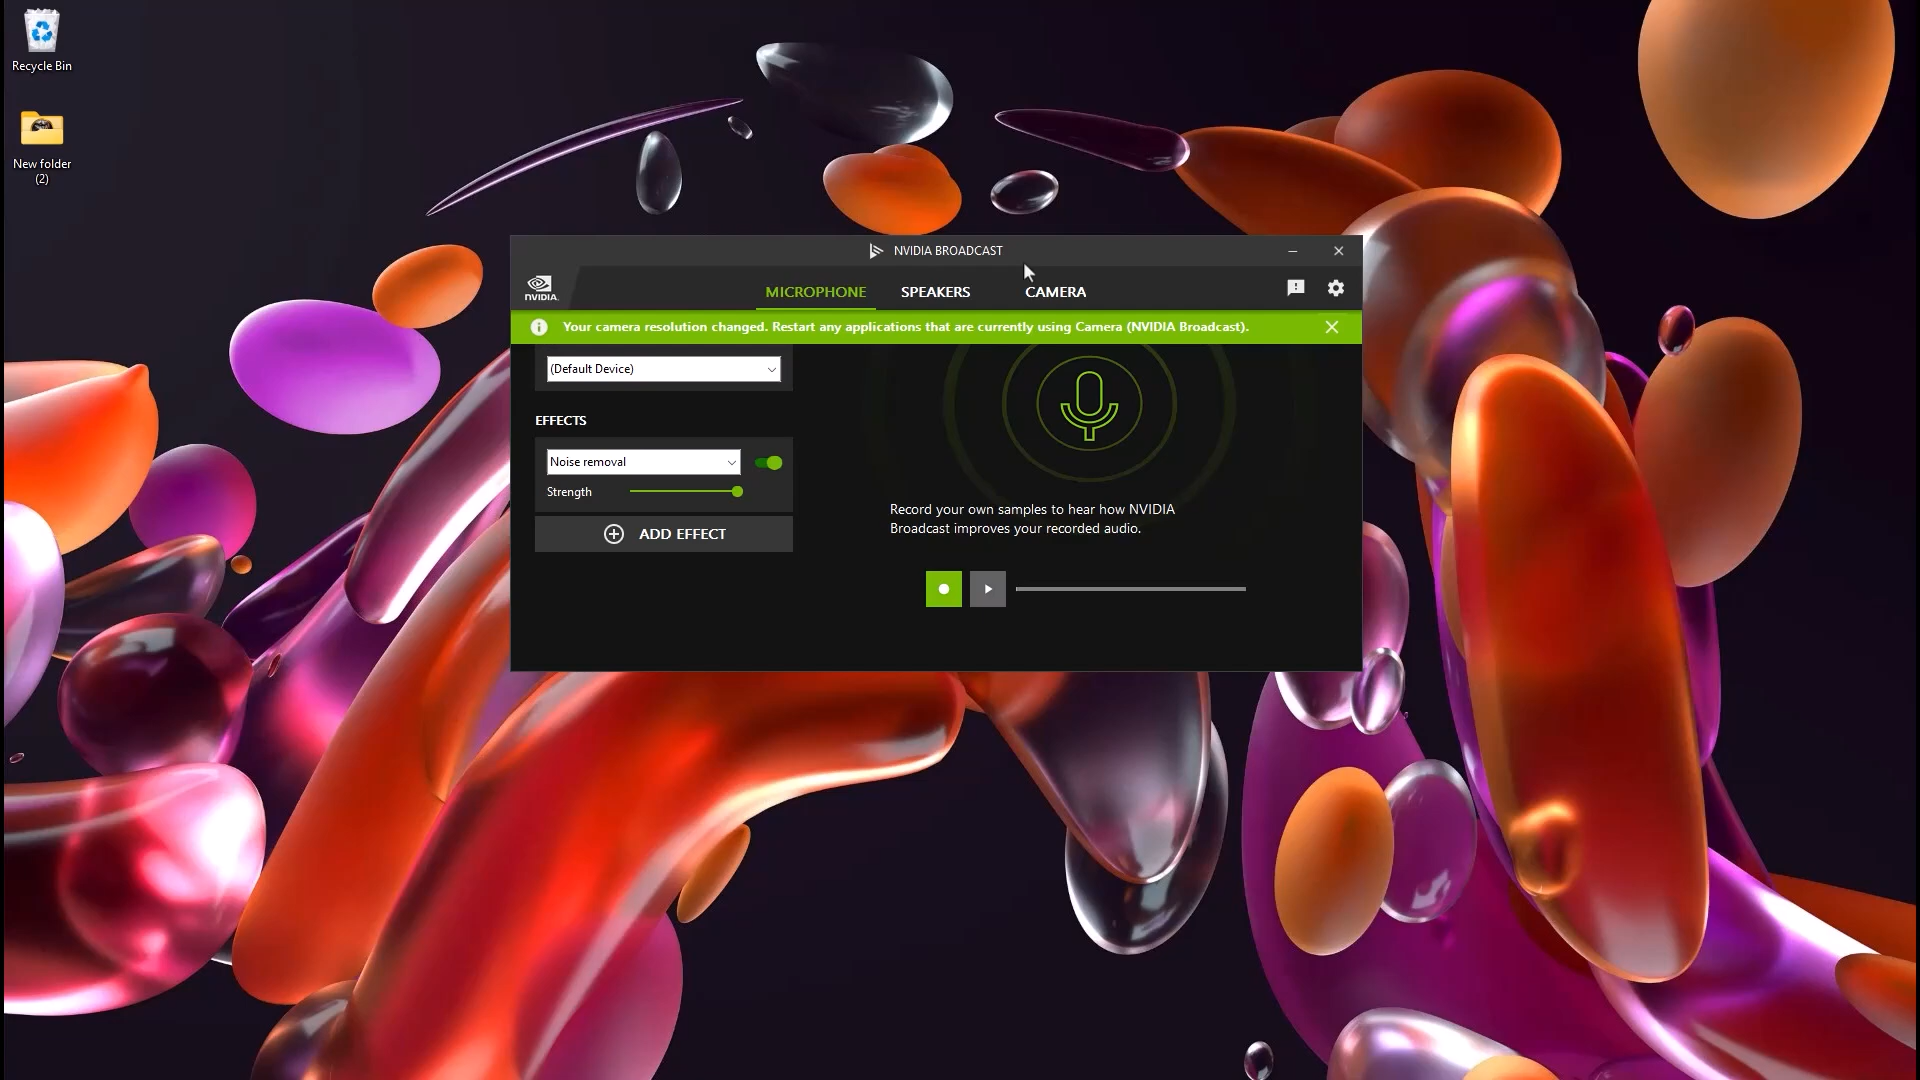 Recycle Bin
New folder
(2)
NVIDIA BROADCAST
NVIDIA.
MICROPHONE
SPEAKERS
CAMERA
Your camera resolution changed. Restart any applications that are currently using Camera (NVIDIA Broadcast).
(Default Device)
EFFECTS
Noise removal
Strength
ADD EFFECT
Record your own samples to hear how NVIDIA
Broadcast improves your recorded audio.